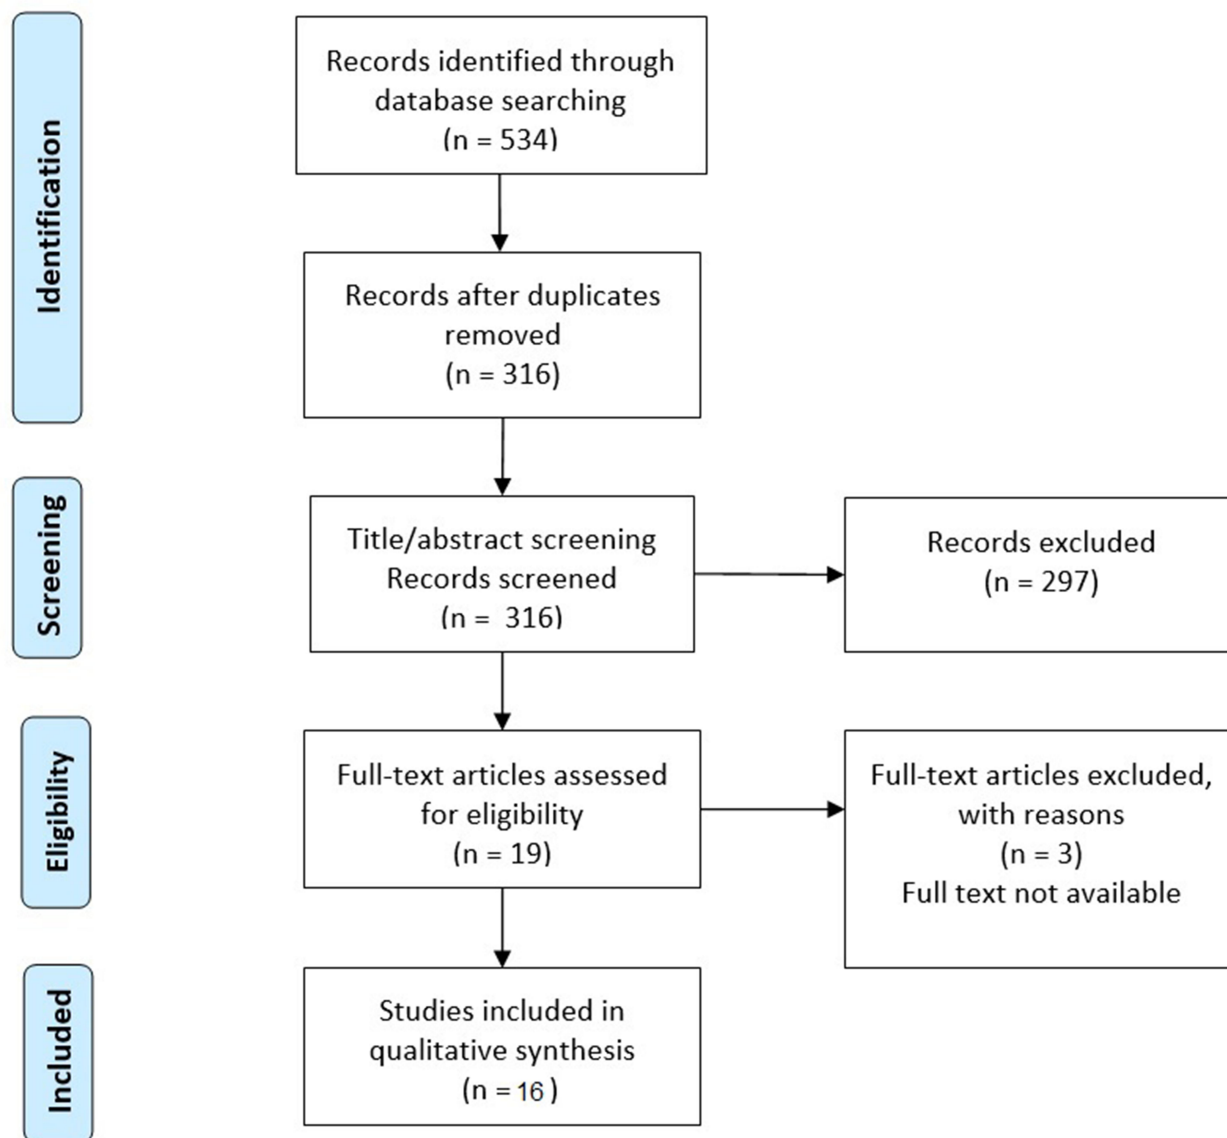 Identification
Records identified through
database searching
(n = 534)
Records after duplicates
removed
(n = 316)
Screening
Title/abstract screening
Records screened
(n =  316)
Records excluded
(n = 297)
Eligibility
Full-text articles assessed
for eligibility
(n = 19)
Full-text articles excluded,
with reasons
(n = 3)
Full text not available
Included
Studies included in
qualitative synthesis
(n = 16 )